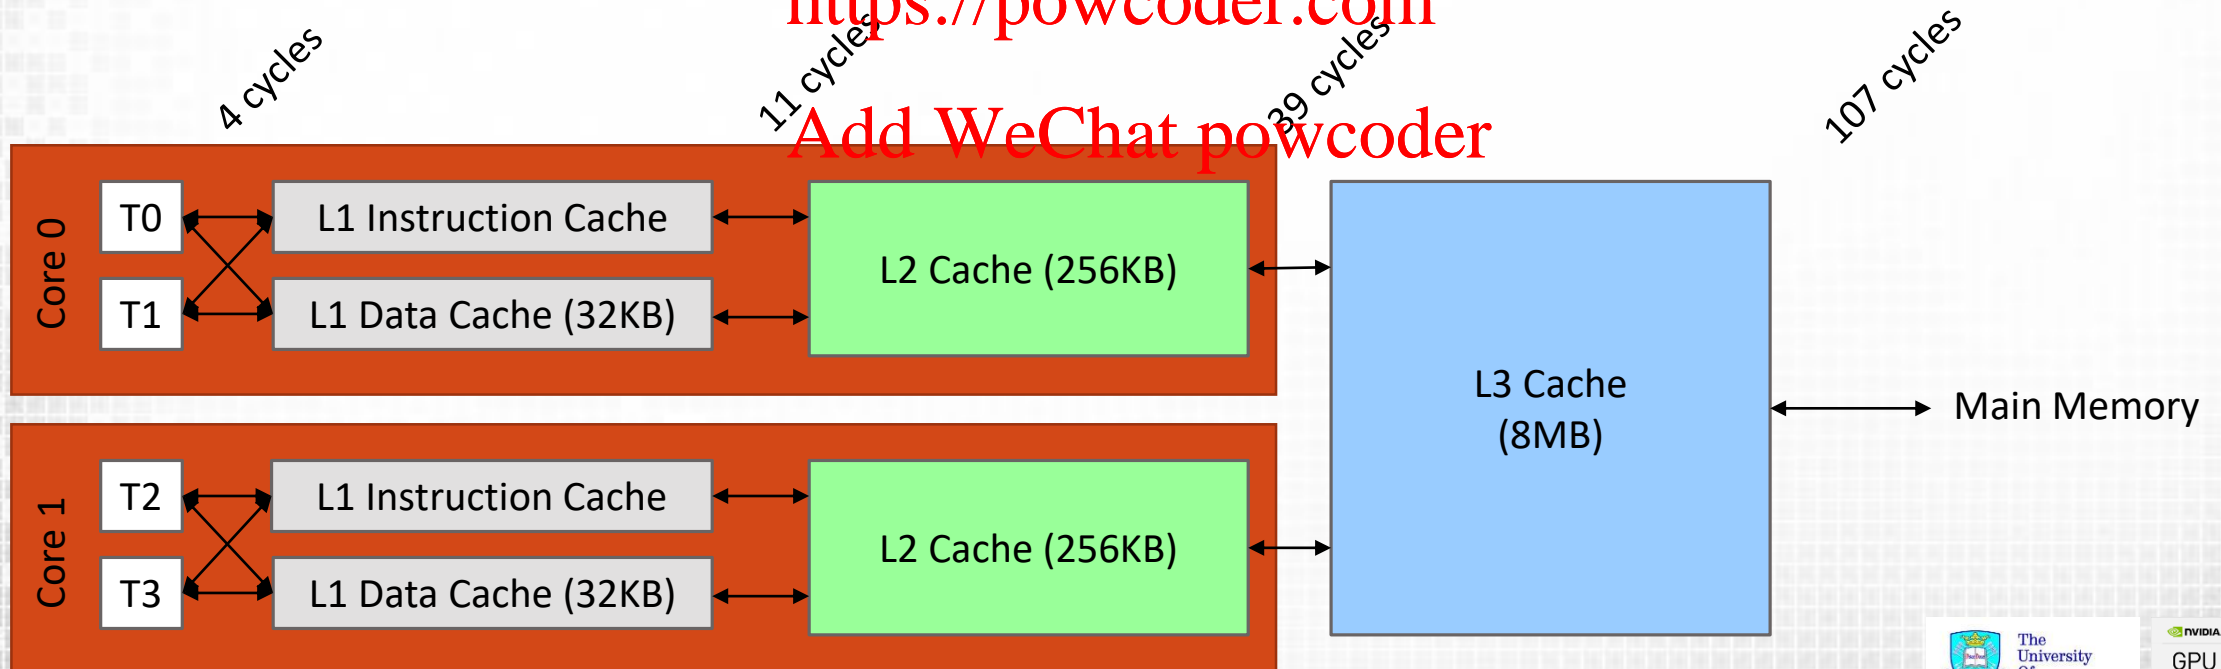 https://powcoder.com
4 cycles
11 cycles
39 cycles
107 cycles
Add WeChat powcoder
Core 0
T0
L1 Instruction Cache
T1
L1 Data Cache (32KB)
L2 Cache (256KB)
L3 Cache
(8MB)
Main Memory
Core 1
T2
L1 Instruction Cache
T3
L1 Data Cache (32KB)
L2 Cache (256KB)
The
University
NVIDIA
GPU